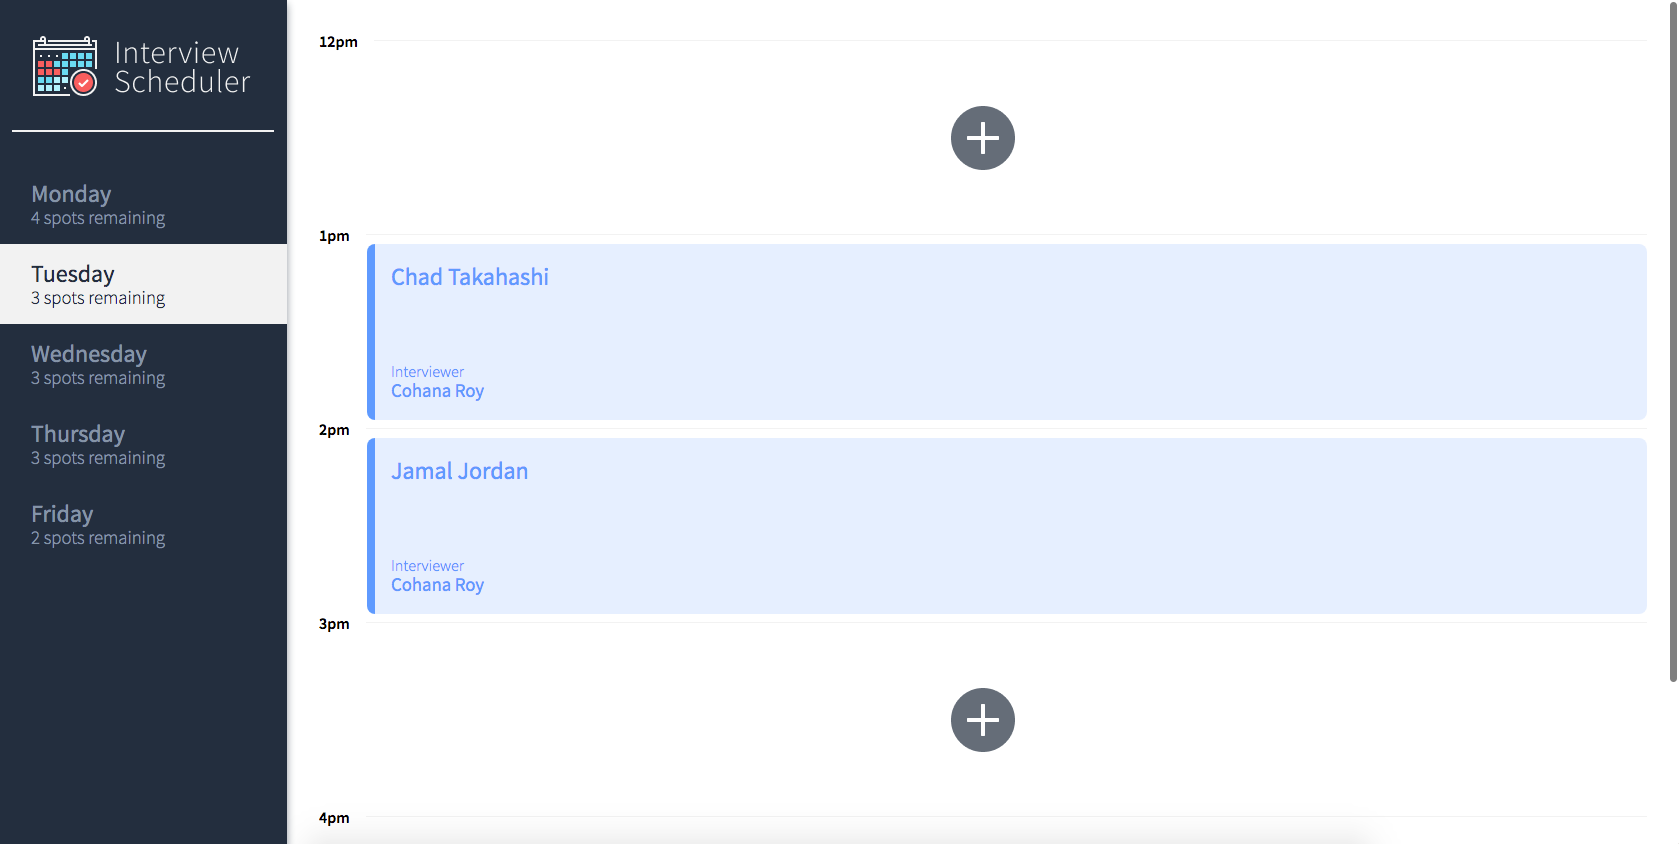 Interview
Scheduler
Monday
4 spots remaining
Tuesday
3 spots remaining
Wednesday
3 spots remaining
Thursday
3 spots remaining
Friday
2 spots remaining
12pm
1pm
Chad Takahashi
Interviewer
Cohana Roy
2pm
Jamal Jordan
Interviewer
Cohana Roy
3pm
4pm